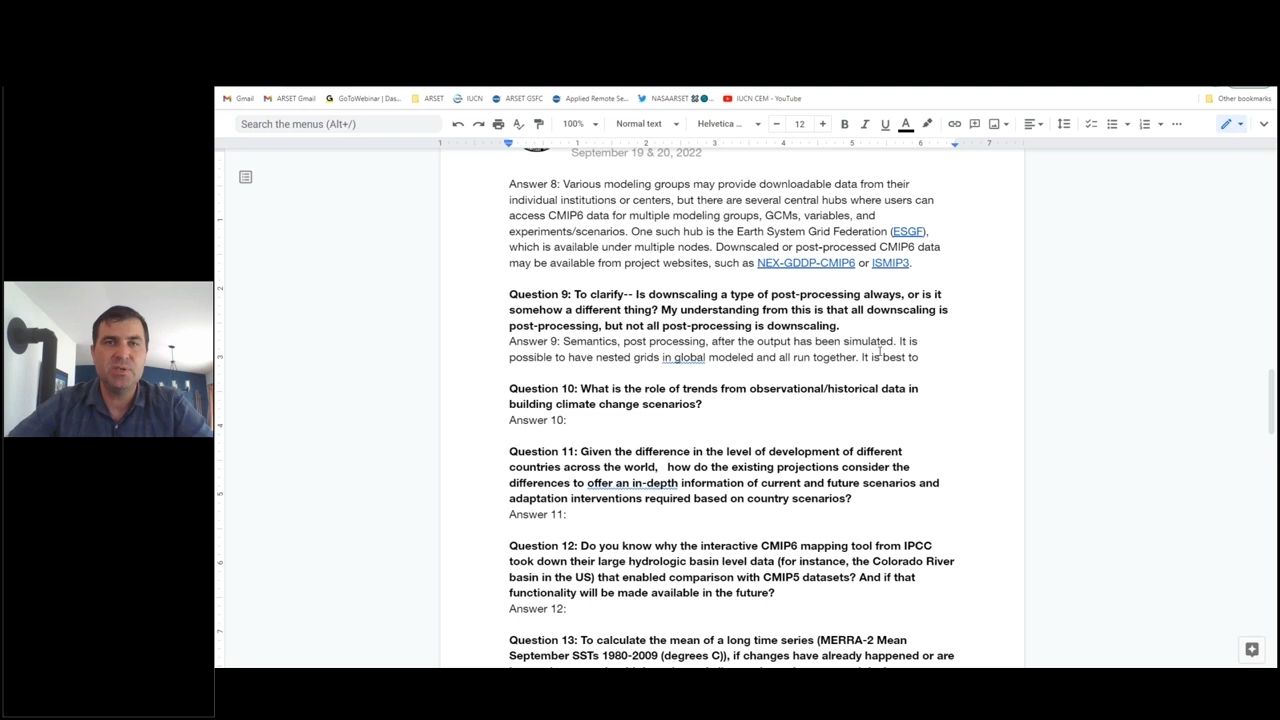 Gmail ARSET Gmail GoToWebinar | Das... ARSET IUCN ARSET GSFC Applied Remote Se... NASAARSET IUCN CEM - YouTube Other bookmarks
Search the menus (Alt+/) 100% Normal text Helvetica ... 12 B I U A
1 1 2 3 4 5 6 7
September 19 & 20, 2022
Answer 8: Various modeling groups may provide downloadable data from their
individual institutions or centers, but there are several central hubs where users can
access CMIP6 data for multiple modeling groups, GCMs, variables, and
experiments/scenarios. One such hub is the Earth System Grid Federation (ESGF),
which is available under multiple nodes. Downscaled or post-processed CMIP6 data
may be available from project websites, such as NEX-GDDP-CMIP6 or ISMIP3.
Question 9: To clarify-- Is downscaling a type of post-processing always, or is it
somehow a different thing? My understanding from this is that all downscaling is
post-processing, but not all post-processing is downscaling.
Answer 9: Semantics, post processing, after the output has been simulated. It is
possible to have nested grids in global modeled and all run together. It is best to
Question 10: What is the role of trends from observational/historical data in
building climate change scenarios?
Answer 10:
Question 11: Given the difference in the level of development of different
countries across the world, how do the existing projections consider the
differences to offer an in-depth information of current and future scenarios and
adaptation interventions required based on country scenarios?
Answer 11:
Question 12: Do you know why the interactive CMIP6 mapping tool from IPCC
took down their large hydrologic basin level data (for instance, the Colorado River
basin in the US) that enabled comparison with CMIP5 datasets? And if that
functionality will be made available in the future?
Answer 12:
Question 13: To calculate the mean of a long time series (MERRA-2 Mean
September SSTs 1980-2009 (degrees C)), if changes have already happened or are